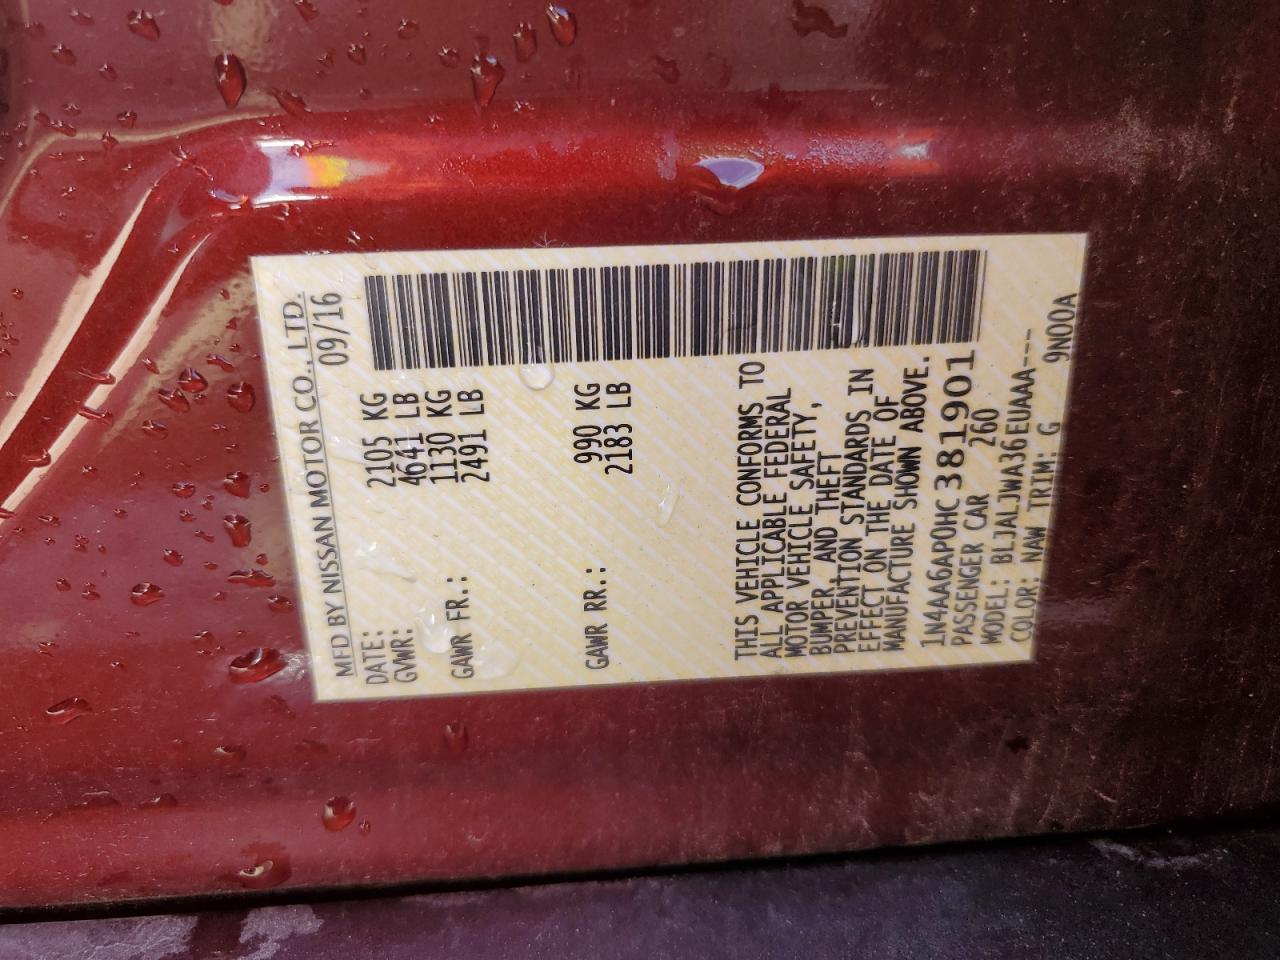 MFD BY NISSAN MOTOR CO.,LTD.
DATE: 09/16
GVWR: 2105 KG
4641 LB
GAWR FR.: 1130 KG
2491 LB
GAWR RR.: 990 KG
2183 LB
THIS VEHICLE CONFORMS TO
ALL APPLICABLE FEDERAL
MOTOR VEHICLE SAFETY,
BUMPER AND THEFT
PREVENTION STANDARDS IN
EFFECT ON THE DATE OF
MANUFACTURE SHOWN ABOVE.
1N4AA6AP0HC381901
PASSENGER CAR 260
MODEL: BLJALJWA36EUAAA---
COLOR: NAW TRIM: G 9N00A